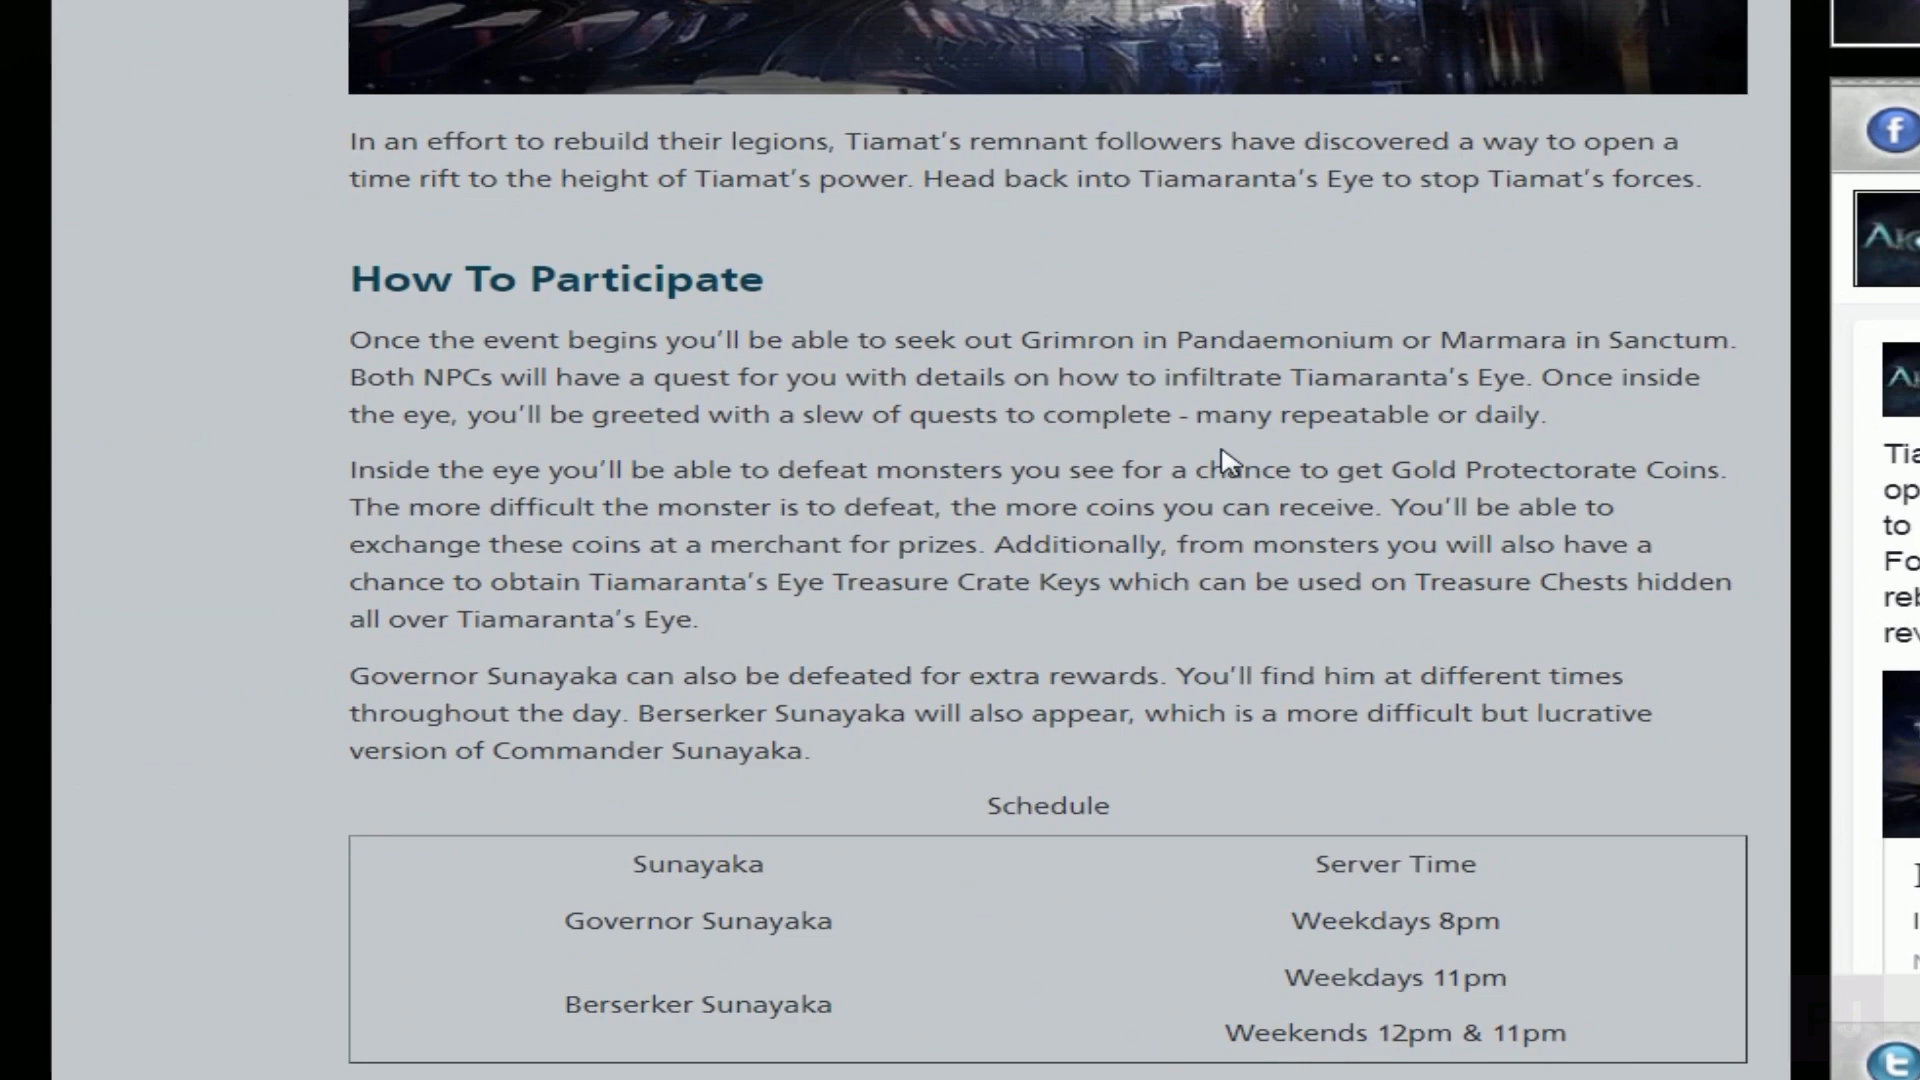 In an effort to rebuild their legions, Tiamat's remnant followers have discovered a way to open a
time rift to the height of Tiamat's power. Head back into Tiamaranta's Eye to stop Tiamat's forces.
How To Participate
Once the event begins you'll be able to seek out Grimron in Pandaemonium or Marmara in Sanctum.
Both NPCs will have a quest for you with details on how to infiltrate Tiamaranta's Eye. Once inside
the eye, you'll be greeted with a slew of quests to complete - many repeatable or daily.
Inside the eye you'll be able to defeat monsters you see for a chance to get Gold Protectorate Coins.
The more difficult the monster is to defeat, the more coins you can receive. You'll be able to
exchange these coins at a merchant for prizes. Additionally, from monsters you will also have a
chance to obtain Tiamaranta's Eye Treasure Crate Keys which can be used on Treasure Chests hidden
all over Tiamaranta's Eye.
Governor Sunayaka can also be defeated for extra rewards. You'll find him at different times
throughout the day. Berserker Sunayaka will also appear, which is a more difficult but lucrative
version of Commander Sunayaka.
Schedule
Sunayaka Server Time
Governor Sunayaka Weekdays 8pm
Weekdays 11pm
Berserker Sunayaka
Weekends 12pm & 11pm
to